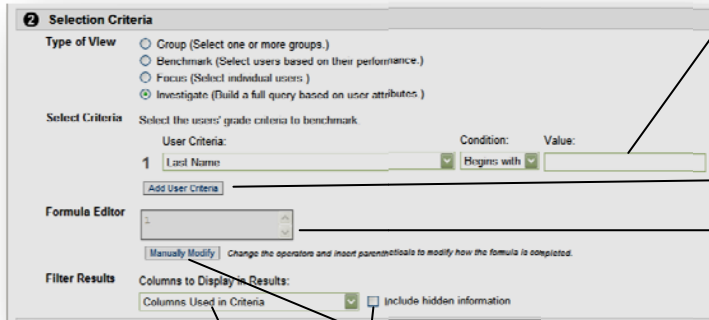 2 Selection Criteria
Type of View
Group (Select one or more groups.)
Benchmark (Select users based on their performance.)
Focus (Select individual users.)
Investigate (Build a full query based on user attributes.)
Select Criteria Select the users' grade criteria to benchmark
User Criteria: Condition: Value:
1 Last Name Begins with
Add User Criteria
Formula Editor
1
Manually Modify Change the operators and insert parentheticals to modify how the formula is completed.
Filter Results Columns to Display in Results:
Columns Used in Criteria Include hidden information